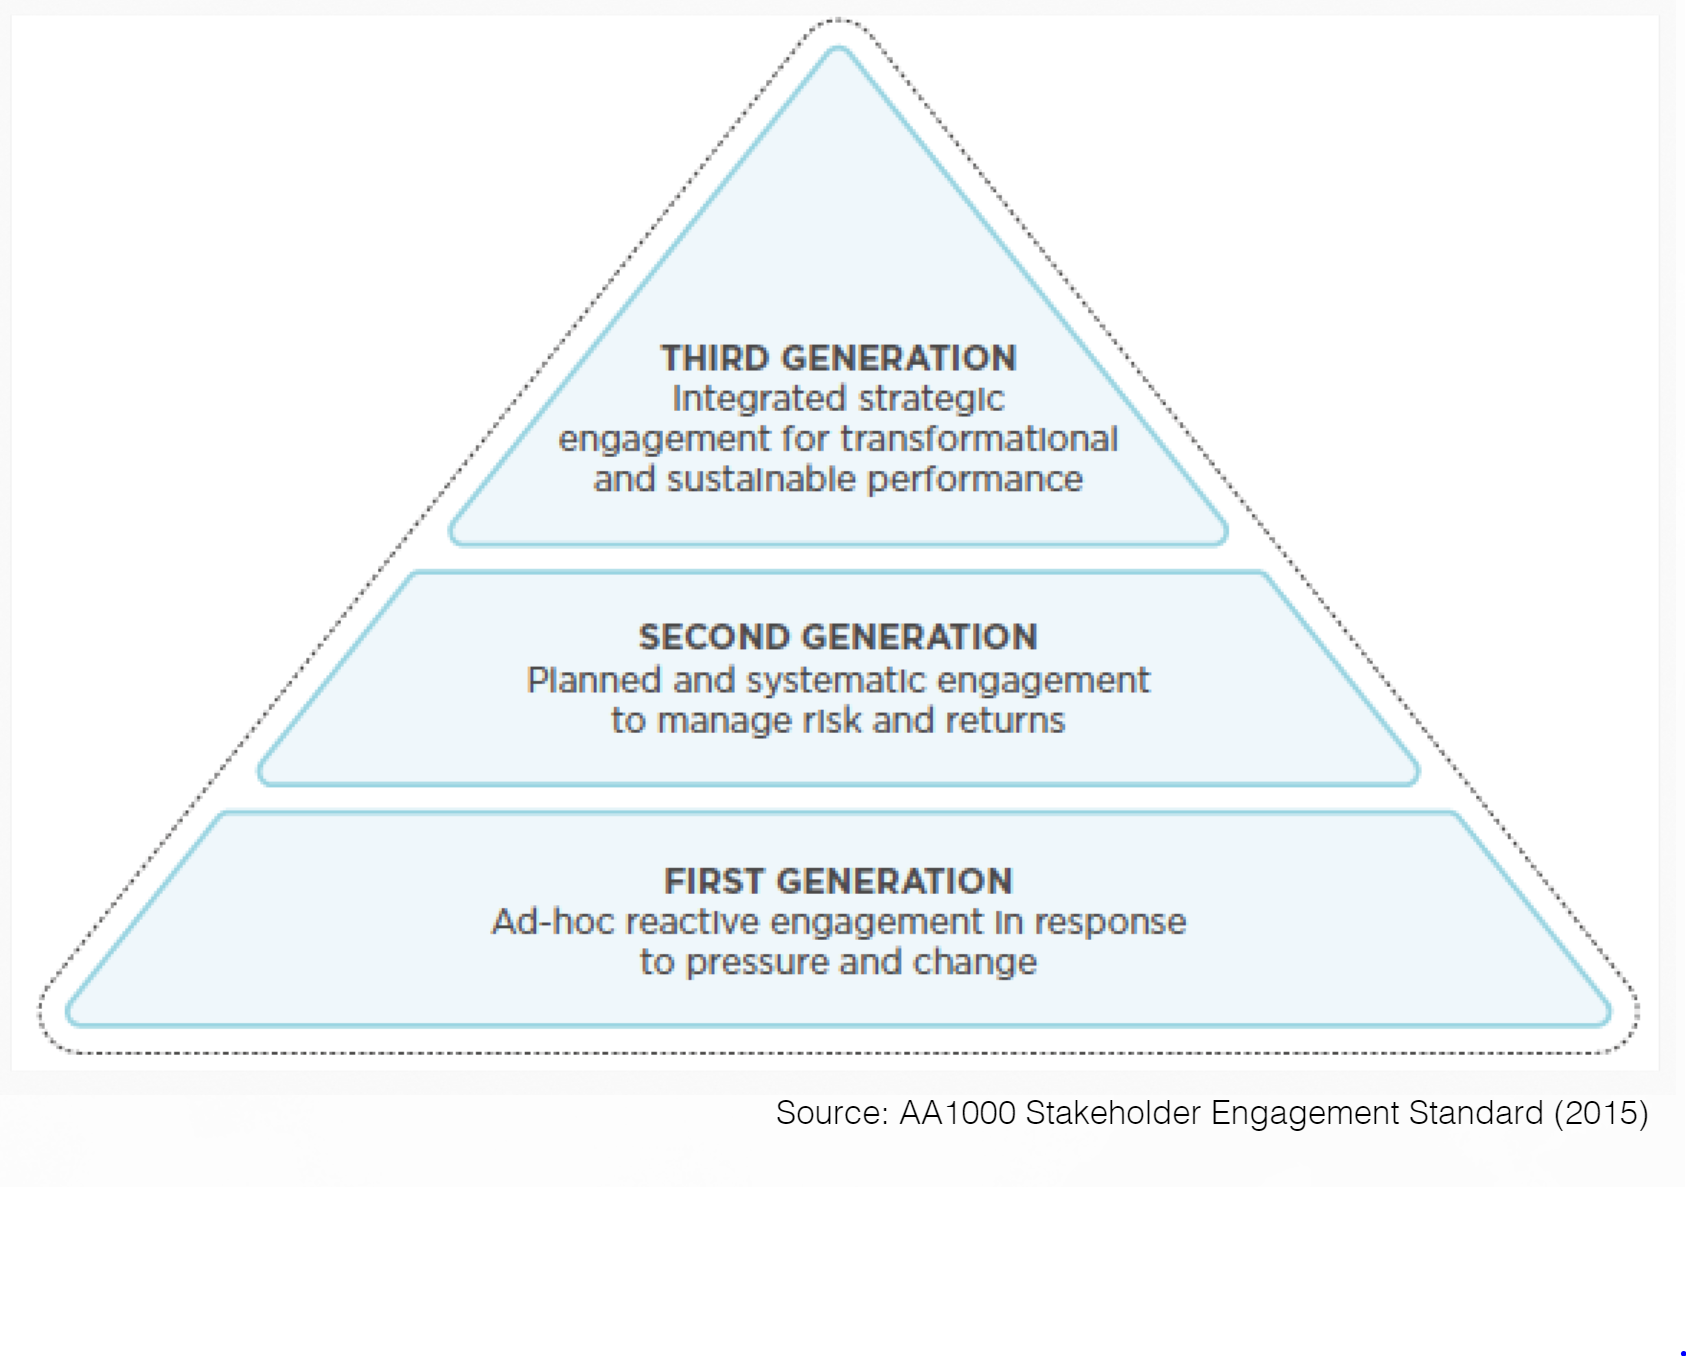 THIRD GENERATION
Integrated strategic
engagement for transformational
and sustainable performance
SECOND GENERATION
Planned and systematic engagement
to manage risk and returns
FIRST GENERATION
Ad-hoc reactive engagement in response
to pressure and change
Source: AA1000 Stakeholder Engagement Standard (2015)